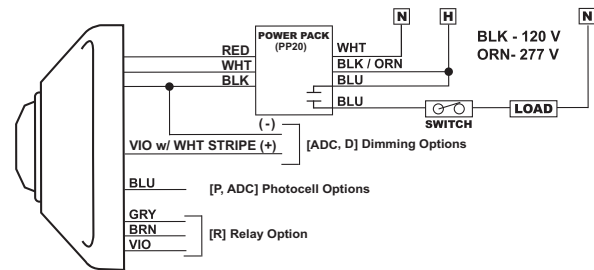 N H N
POWER PACK
(PP20)
BLK - 120 V
ORN- 277 V
RED
WHT
WHT
BLK / ORN
BLK
BLU
BLU
SWITCH
LOAD
(-)
VIO w/ WHT STRIPE (+)
[ADC, D] Dimming Options
BLU
[P, ADC] Photocell Options
GRY
BRN
VIO
[R] Relay Option